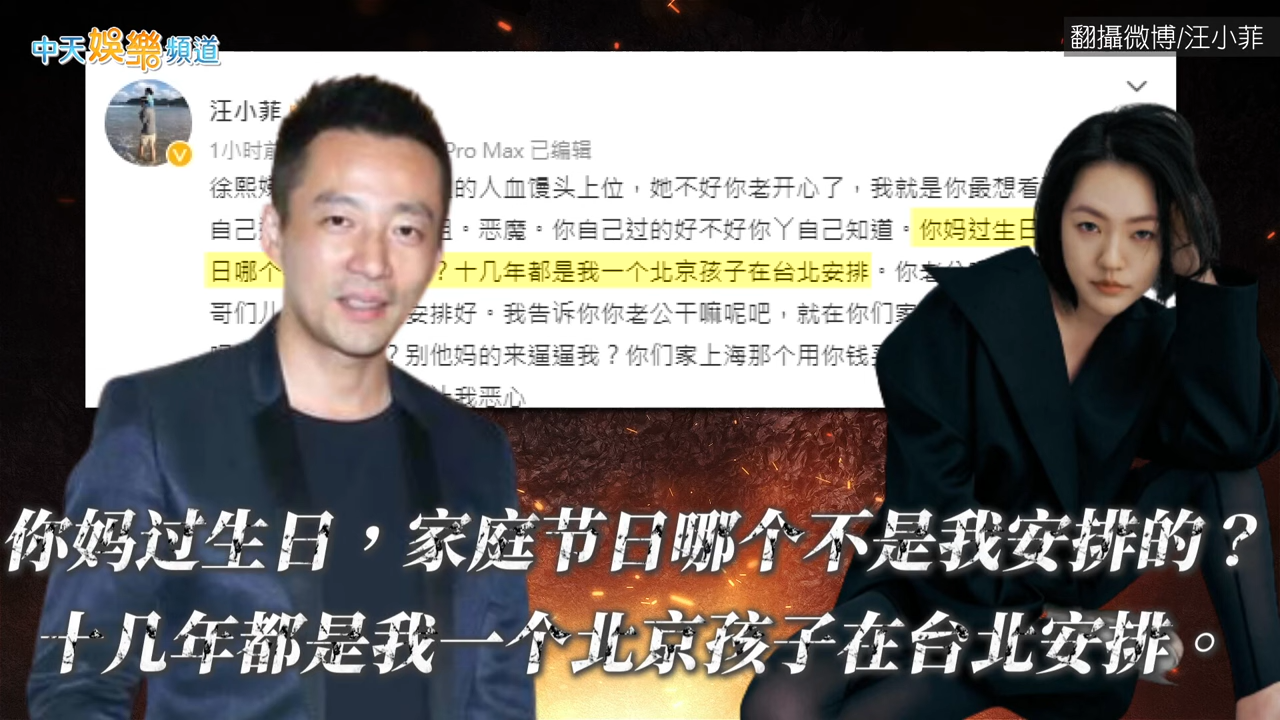 中天娛樂頻道
翻攝微博/汪小菲
汪小菲
1小时前 Pro Max 已编辑
徐熙 的人血馒头上位，她不好你老开心了，我就是你最想看
自己 。恶魔。你自己过的好不好你丫自己知道。你妈过生日
日哪个 ？十几年都是我一个北京孩子在台北安排。你老公
哥们儿 安排好。我告诉你你老公干嘛呢吧，就在你们家
？别他妈的来逼逼我？你们家上海那个用你钱
让我恶心
你妈过生日，家庭节日哪个不是我安排的？
十几年都是我一个北京孩子在台北安排。